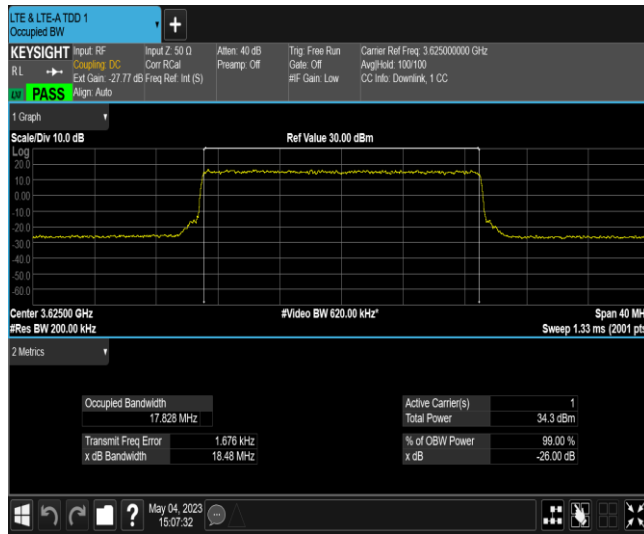 LTE & LTE-A TDD 1
Occupied BW
+
KEYSIGHT Input: RF Input Z: 50 Ω Atten: 40 dB Trig: Free Run Carrier Ref Freq: 3.625000000 GHz
RL Coupling: DC Corr RCal Preamp: Off Gate: Off Avg|Hold: 100/100
Ext Gain: -27.77 dB Freq Ref: Int (S) #IF Gain: Low CC Info: Downlink, 1 CC
LXI PASS Align: Auto
1 Graph
Scale/Div 10.0 dB Ref Value 30.00 dBm
Log
20.0
10.0
0.00
-10.0
-20.0
-30.0
-40.0
-50.0
-60.0
Center 3.62500 GHz #Video BW 620.00 kHz* Span 40 MH
#Res BW 200.00 kHz Sweep 1.33 ms (2001 pts
2 Metrics
Occupied Bandwidth Active Carrier(s) 1
17.828 MHz Total Power 34.3 dBm
Transmit Freq Error 1.676 kHz % of OBW Power 99.00 %
x dB Bandwidth 18.48 MHz x dB -26.00 dB
? May 04, 2023
15:07:32